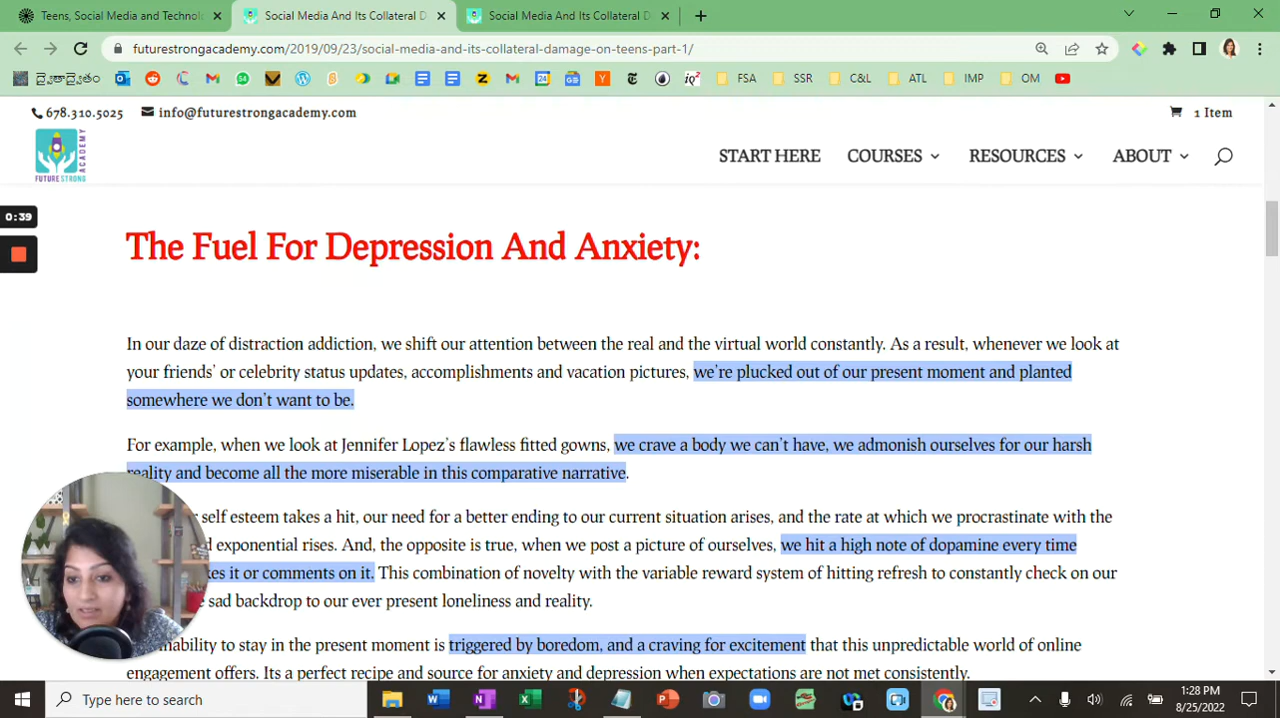 Teens, Social Media and Technol
Social Media And Its Collateral D
Social Media And Its Collateral D
futurestrongacademy.com/2019/09/23/social-media-and-its-collateral-damage-on-teens-part-1/
FSA
SSR
C&L
ATL
IMP
OM
678.310.5025
info@futurestrongacademy.com
1 Item
FUTURE STRONG
ACADEMY
START HERE
COURSES
RESOURCES
ABOUT
0:39
The Fuel For Depression And Anxiety:
In our daze of distraction addiction, we shift our attention between the real and the virtual world constantly. As a result, whenever we look at
your friends' or celebrity status updates, accomplishments and vacation pictures, we're plucked out of our present moment and planted
somewhere we don't want to be.
For example, when we look at Jennifer Lopez's flawless fitted gowns, we crave a body we can't have, we admonish ourselves for our harsh
reality and become all the more miserable in this comparative narrative.
self esteem takes a hit, our need for a better ending to our current situation arises, and the rate at which we procrastinate with the
exponential rises. And, the opposite is true, when we post a picture of ourselves, we hit a high note of dopamine every time
it or comments on it. This combination of novelty with the variable reward system of hitting refresh to constantly check on our
sad backdrop to our ever present loneliness and reality.
inability to stay in the present moment is triggered by boredom, and a craving for excitement that this unpredictable world of online
engagement offers. Its a perfect recipe and source for anxiety and depression when expectations are not met consistently.
Type here to search
1:28 PM
8/25/2022